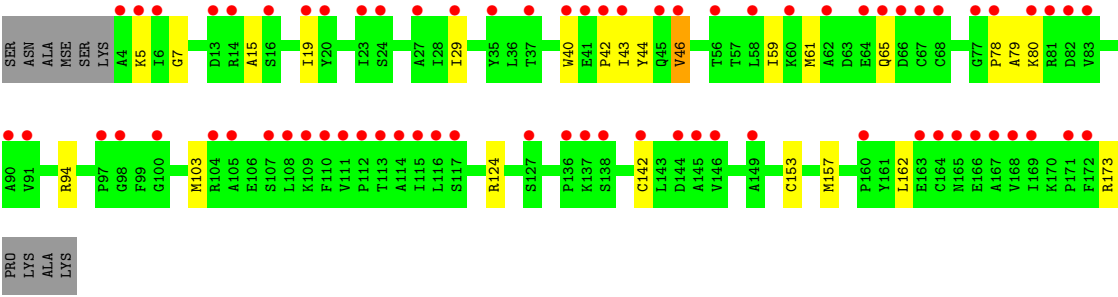 SER ASN ALA MSE SER LYS A4 K5 I6 G7 D13 R14 A15 S16 I19 Y20 I23 S24 A27 I28 I29 Y35 L36 T37 W40 E41 P42 I43 Y44 Q45 V46 T56 T57 L58 I59 K60 M61 A62 D63 E64 Q65 D66 C67 C68 G77 P78 A79 K80 R81 D82 V83
A90 V91 R94 P97 G98 F99 G100 M103 R104 A105 E106 S107 L108 K109 F110 V111 P112 T113 A114 I115 L116 S117 R124 S127 P136 K137 S138 C142 L143 D144 A145 V146 A149 C153 M157 P160 Y161 L162 E163 C164 N165 E166 A167 V168 I169 K170 P171 F172 R173
PRO LYS ALA LYS